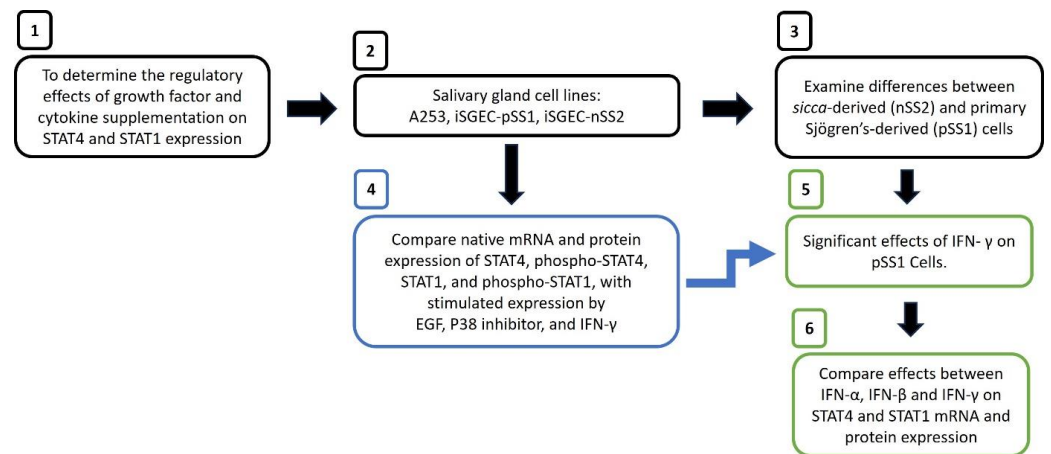 1
To determine the regulatory
effects of growth factor and
cytokine supplementation on
STAT4 and STAT1 expression
2
Salivary gland cell lines:
A253, iSGEC-pSS1, iSGEC-nSS2
3
Examine differences between
sicca-derived (nSS2) and primary
Sjögren's-derived (pSS1) cells
4
Compare native mRNA and protein
expression of STAT4, phospho-STAT4,
STAT1, and phospho-STAT1, with
stimulated expression by
EGF, P38 inhibitor, and IFN-γ
5
Significant effects of IFN- γ on
pSS1 Cells.
6
Compare effects between
IFN-α, IFN-β and IFN-γ on
STAT4 and STAT1 mRNA and
protein expression